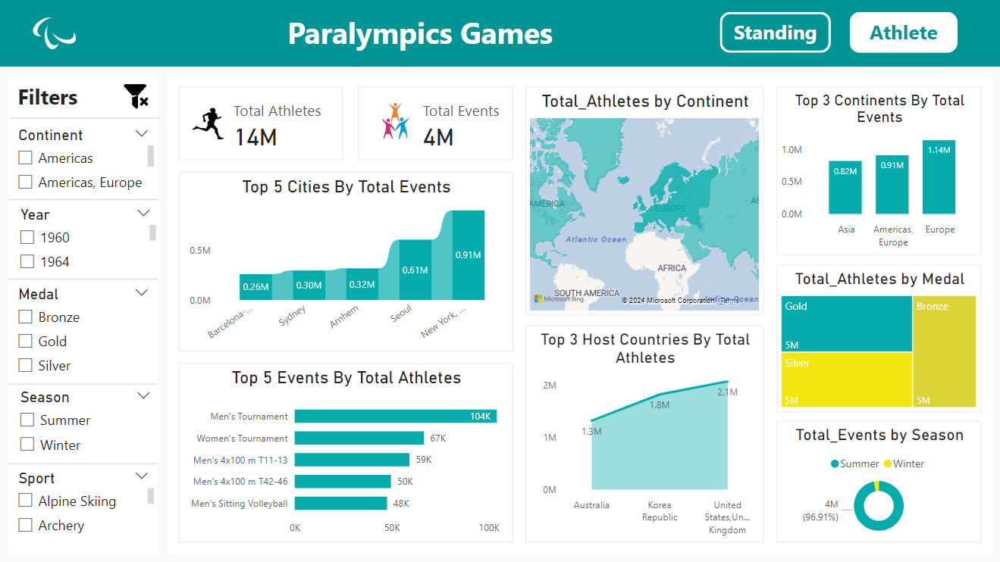 Paralympics Games
Standing
Athlete
Filters
Continent
Americas
Americas, Europe
Year
1960
1964
Medal
Bronze
Gold
Silver
Season
Summer
Winter
Sport
Alpine Skiing
Archery
Total Athletes
14M
Total Events
4M
Top 5 Cities By Total Events
0.5M
0.0M
0.26M
0.30M
0.32M
0.61M
0.91M
Barcelona-...
Sydney
Arnhem
Seoul
New York, ...
Top 5 Events By Total Athletes
Men's Tournament
104K
Women's Tournament
67K
Men's 4x100 m T11-13
59K
Men's 4x100 m T42-46
50K
Men's Sitting Volleyball
48K
0K
50K
100K
Total_Athletes by Continent
AMERICA
EUROPE
AS
Atlantic Ocean
AFRICA
SOUTH AMERICA
Indian Ocean
Microsoft Bing
© 2024 Microsoft Corporation
Terms
Top 3 Host Countries By Total
Athletes
2M
1M
0M
1.3M
1.8M
2.1M
Australia
Korea
Republic
United
States,Un...
Kingdom
Top 3 Continents By Total
Events
1.0M
0.5M
0.0M
0.82M
0.91M
1.14M
Asia
Americas,
Europe
Europe
Total_Athletes by Medal
Gold
5M
Silver
5M
Bronze
5M
Total_Events by Season
Summer
Winter
4M
(96.91%)